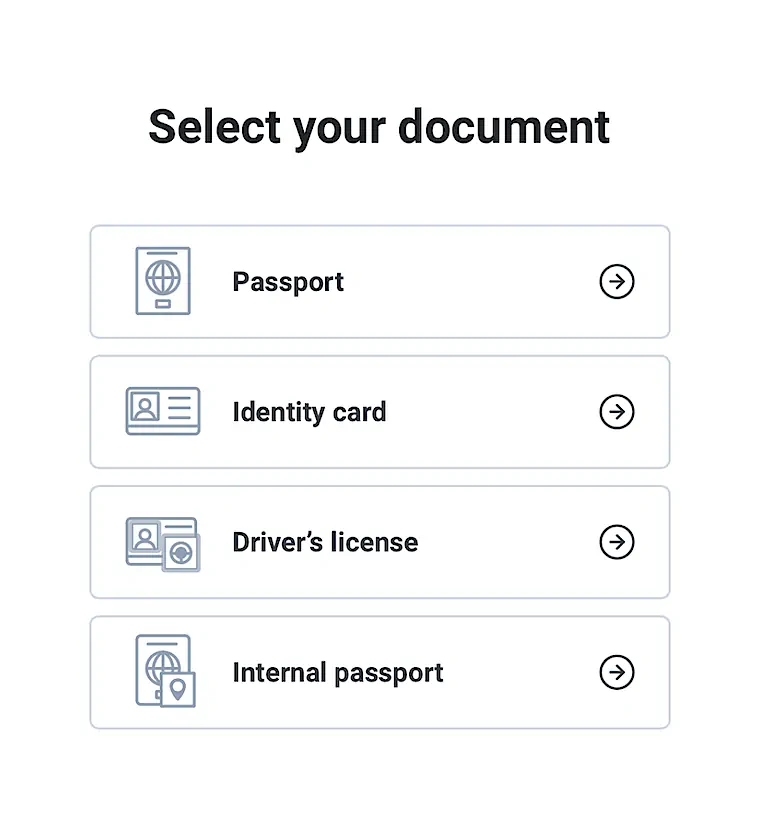 Select your document
Passport
Identity card
Driver’s license
Internal passport